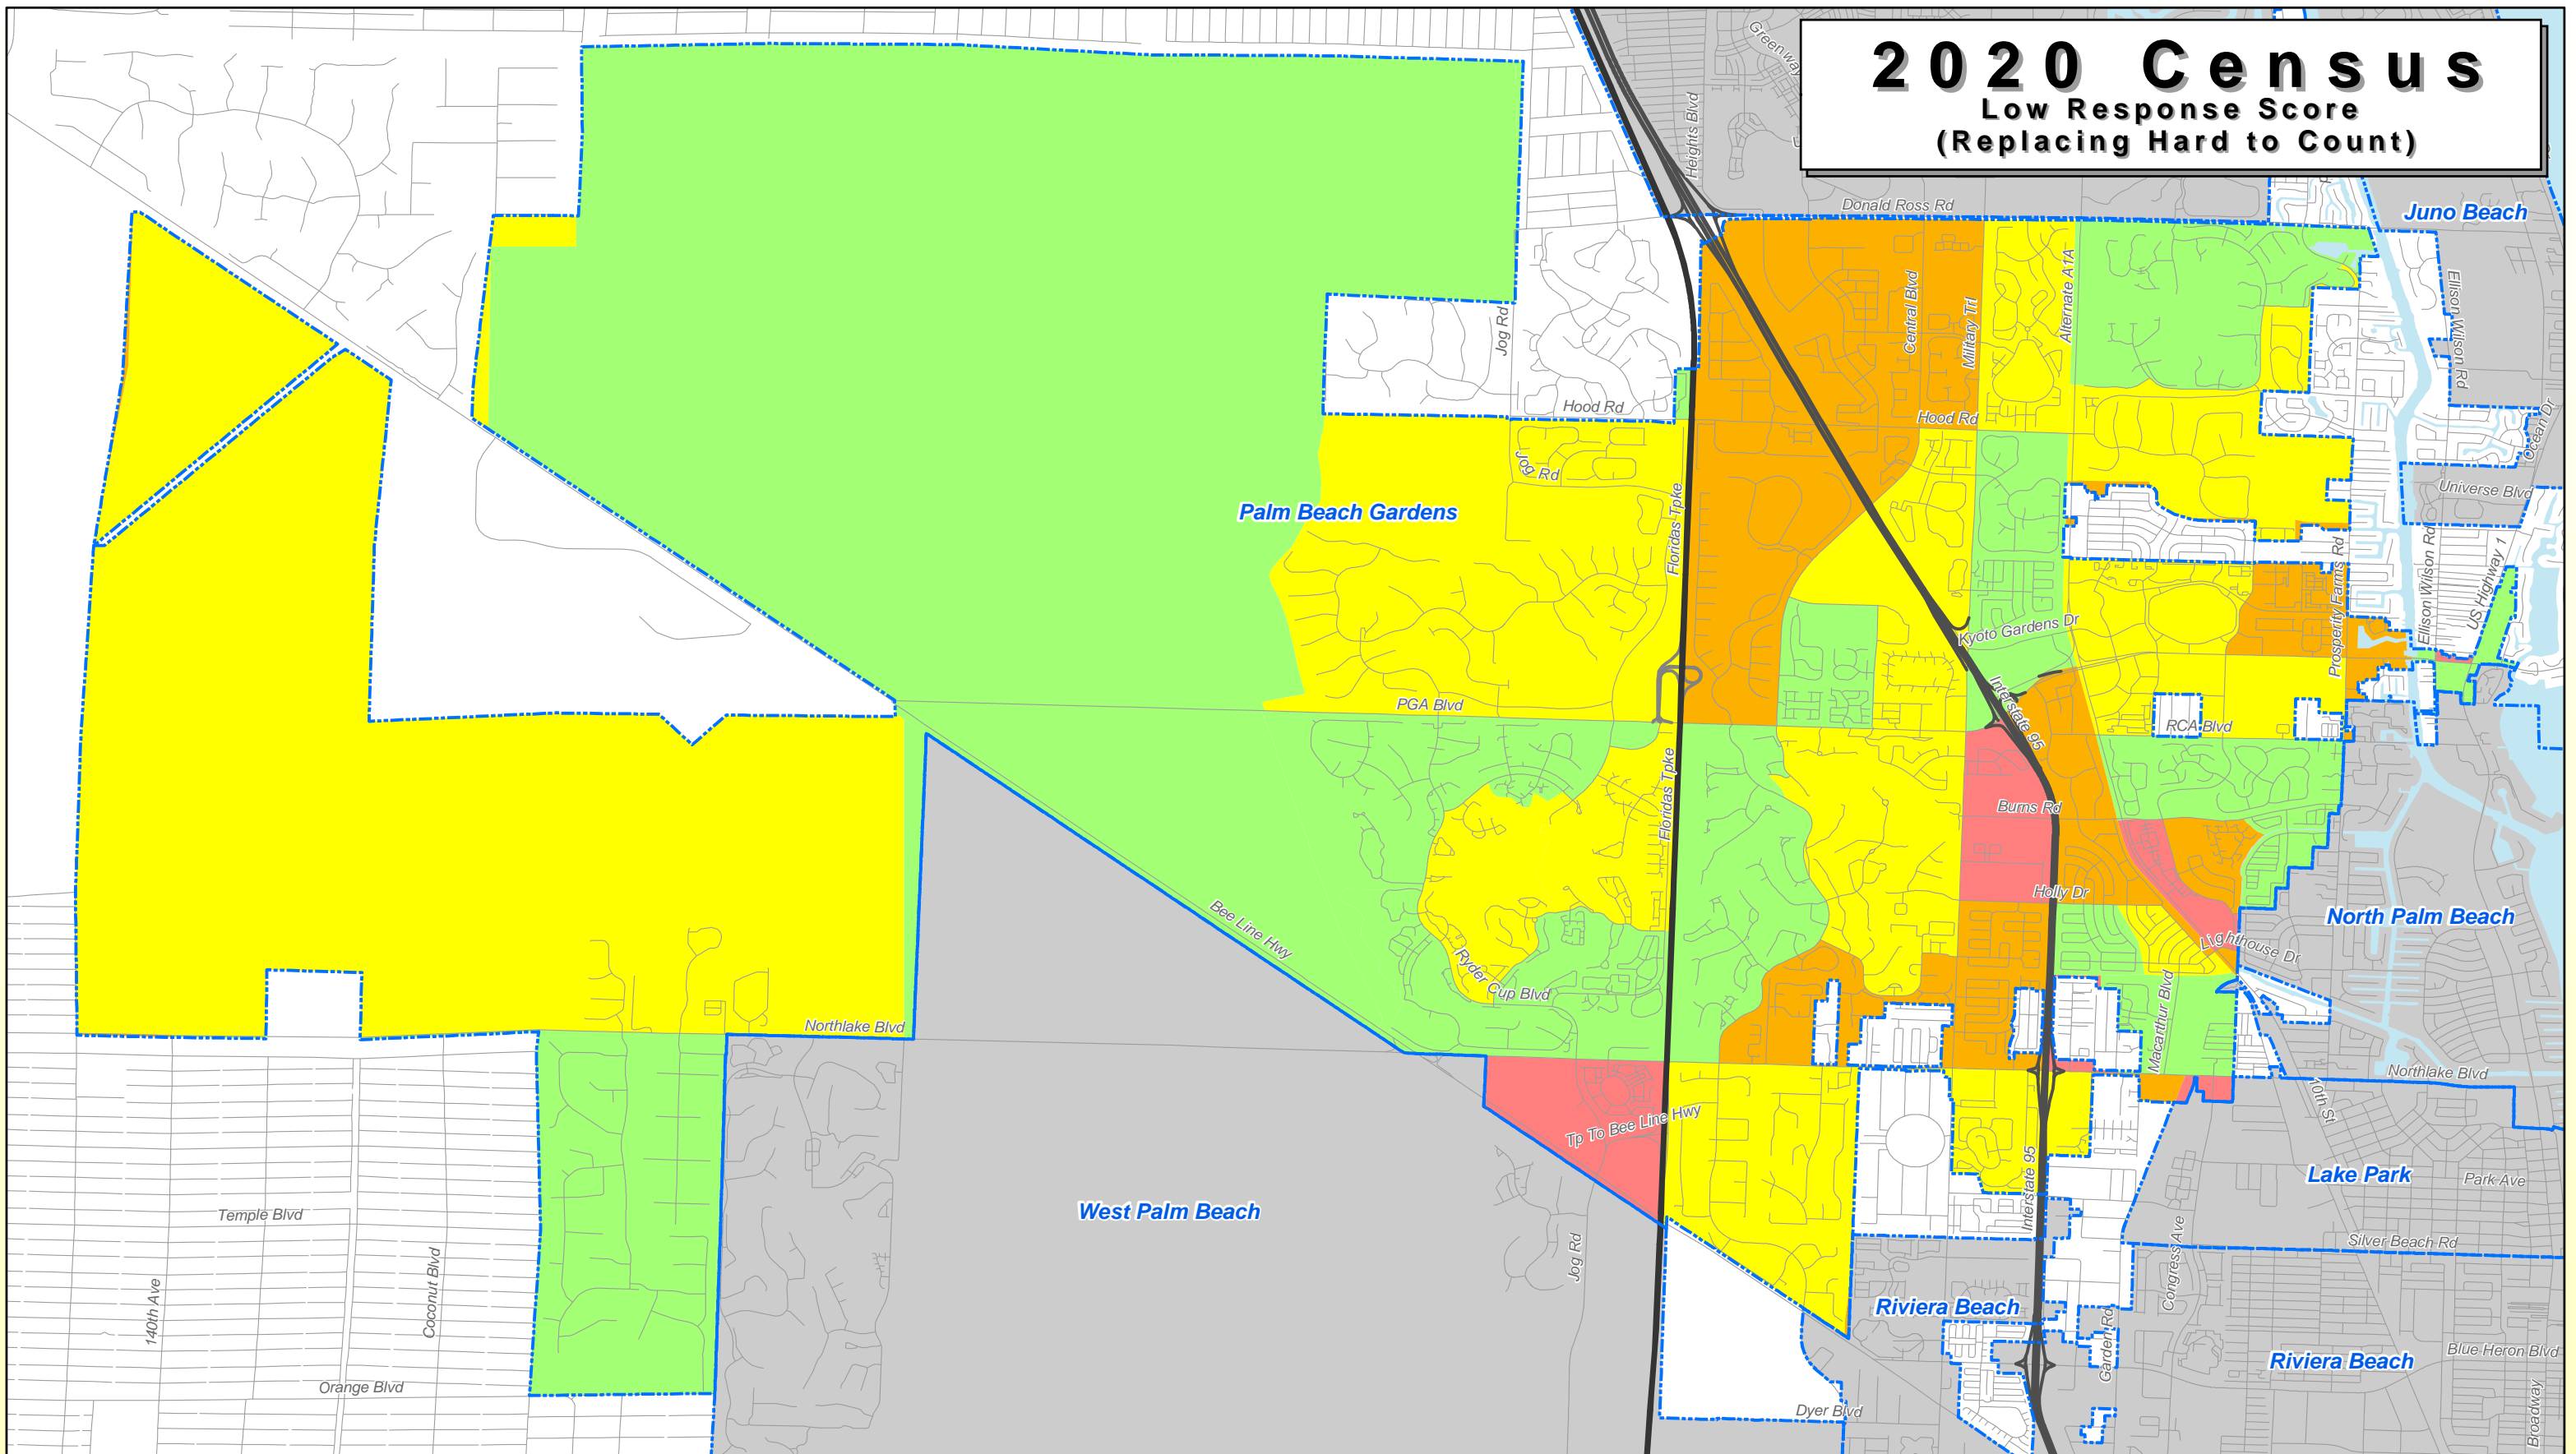 2020 Census
Low Response Score
(Replacing Hard to Count)
Greenway
Heights Blvd
Donald Ross Rd
Juno Beach
Central Blvd
Military Trl
Alternate A1A
Ellison Wilson Rd
Jog Rd
Hood Rd
Hood Rd
Ocean Dr
Jog Rd
Universe Blvd
Palm Beach Gardens
Floridas Tpke
Prosperity Farms Rd
Ellison Wilson Rd
US Highway 1
Kyoto Gardens Dr
PGA Blvd
Interstate 95
RCA Blvd
Floridas Tpke
Burns Rd
Holly Dr
North Palm Beach
Bee Line Hwy
Lighthouse Dr
Ryder Cup Blvd
Macarthur Blvd
Northlake Blvd
Northlake Blvd
10th St
Tp To Bee Line Hwy
Interstate 95
Lake Park
Park Ave
West Palm Beach
Temple Blvd
Jog Rd
Congress Ave
Silver Beach Rd
140th Ave
Coconut Blvd
Riviera Beach
Garden Rd
Riviera Beach
Blue Heron Blvd
Orange Blvd
Dyer Blvd
Broadway